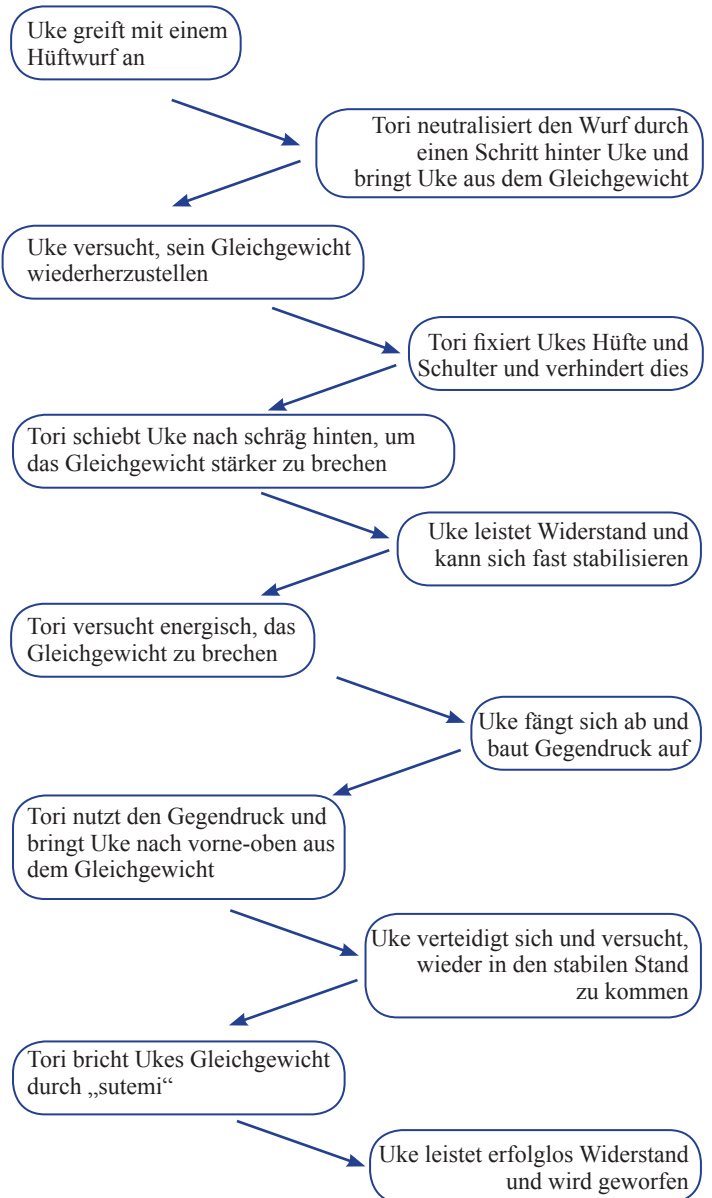 Uke greift mit einem
Hüftwurf an
Tori neutralisiert den Wurf durch
einen Schritt hinter Uke und
bringt Uke aus dem Gleichgewicht
Uke versucht, sein Gleichgewicht
wiederherzustellen
Tori fixiert Ukes Hüfte und
Schulter und verhindert dies
Tori schiebt Uke nach schräg hinten, um
das Gleichgewicht stärker zu brechen
Uke leistet Widerstand und
kann sich fast stabilisieren
Tori versucht energisch, das
Gleichgewicht zu brechen
Uke fängt sich ab und
baut Gegendruck auf
Tori nutzt den Gegendruck und
bringt Uke nach vorne-oben aus
dem Gleichgewicht
Uke verteidigt sich und versucht,
wieder in den stabilen Stand
zu kommen
Tori bricht Ukes Gleichgewicht
durch „sutemi“
Uke leistet erfolglos Widerstand
und wird geworfen